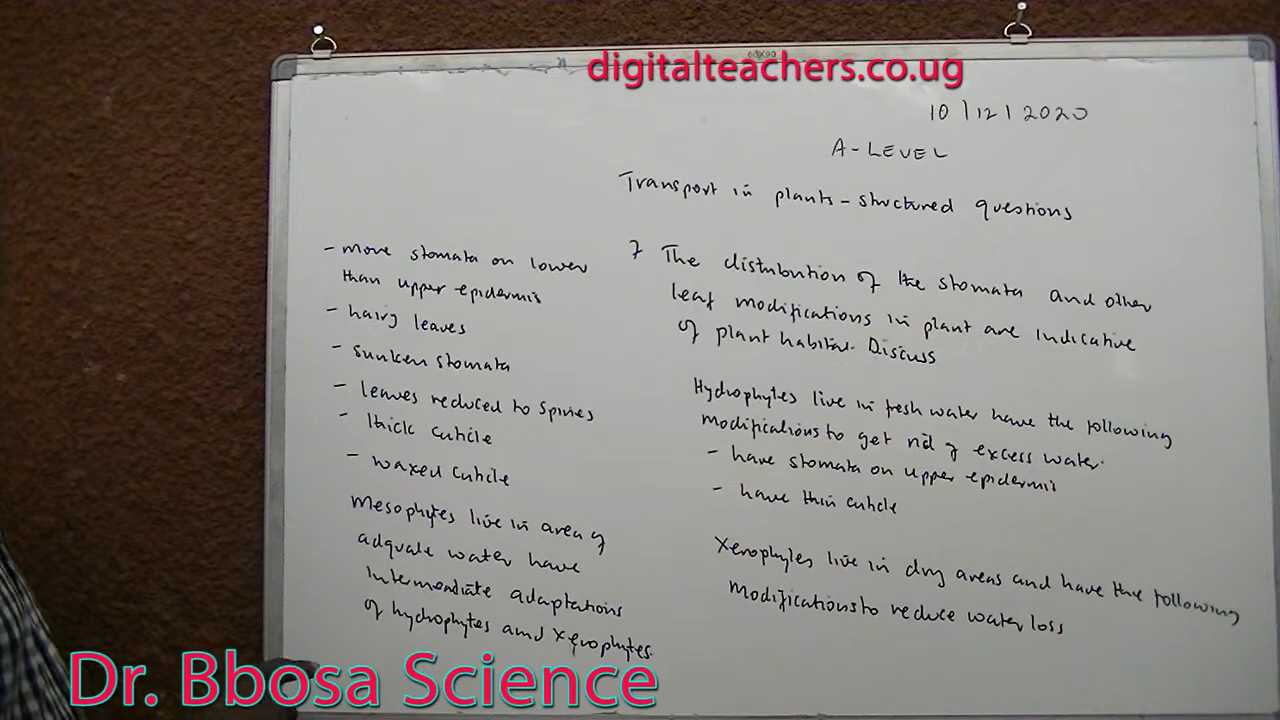 digitalteachers.co.ug
10/12/2020
A-LEVEL
Transport in plants - structured questions
7 The distribution of the stomata and other
leaf modifications in plant are indicative
of plant habitat. Discuss
Hydrophytes live in fresh water have the following
modifications to get rid of excess water.
- have stomata on upper epidermis
- have thin cuticle
Xerophytes live in dry areas and have the following
modifications to reduce water loss
- more stomata on lower
than upper epidermis
- hairy leaves
- sunken stomata
- leaves reduced to spines
- thick cuticle
- waxed cuticle
Mesophytes live in area of
adquate water have
intermediate adaptations
of hydrophytes and xerophytes.
Dr. Bbosa Science